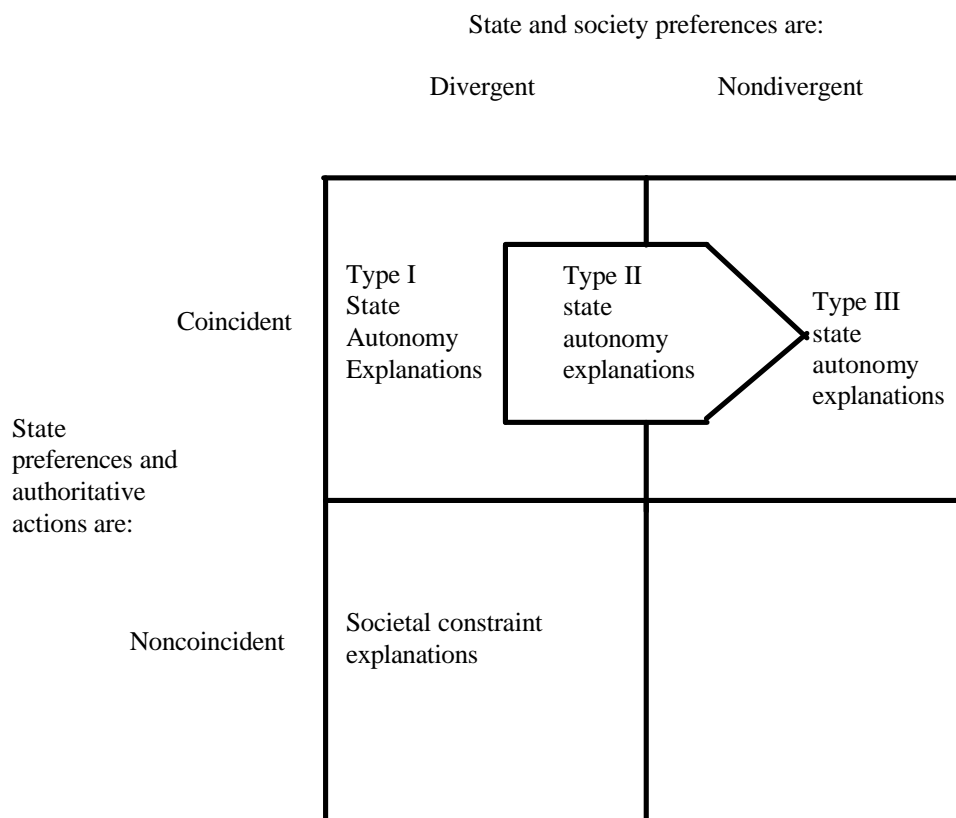 State and society preferences are:
Divergent
Nondivergent
Coincident
Type I
State
Autonomy
Explanations
Type II
state
autonomy
explanations
Type III
state
autonomy
explanations
State
preferences and
authoritative
actions are:
Noncoincident
Societal constraint
explanations